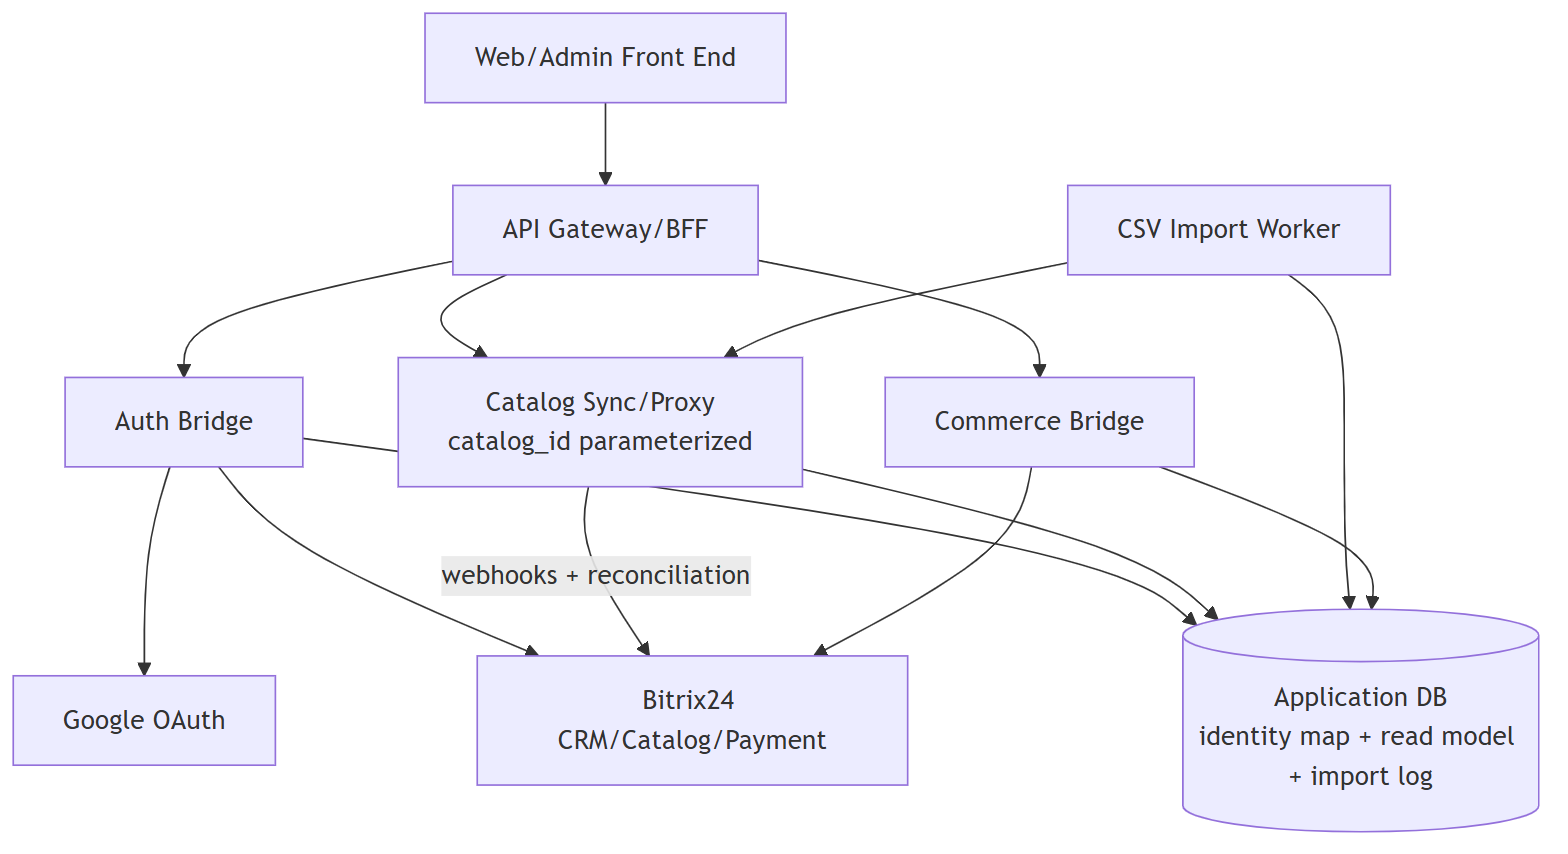 Web/Admin Front End
API Gateway/BFF
CSV Import Worker
Auth Bridge
Catalog Sync/Proxy
catalog_id parameterized
Commerce Bridge
webhooks + reconciliation
Google OAuth
Bitrix24
CRM/Catalog/Payment
Application DB
identity map + read model
+ import log